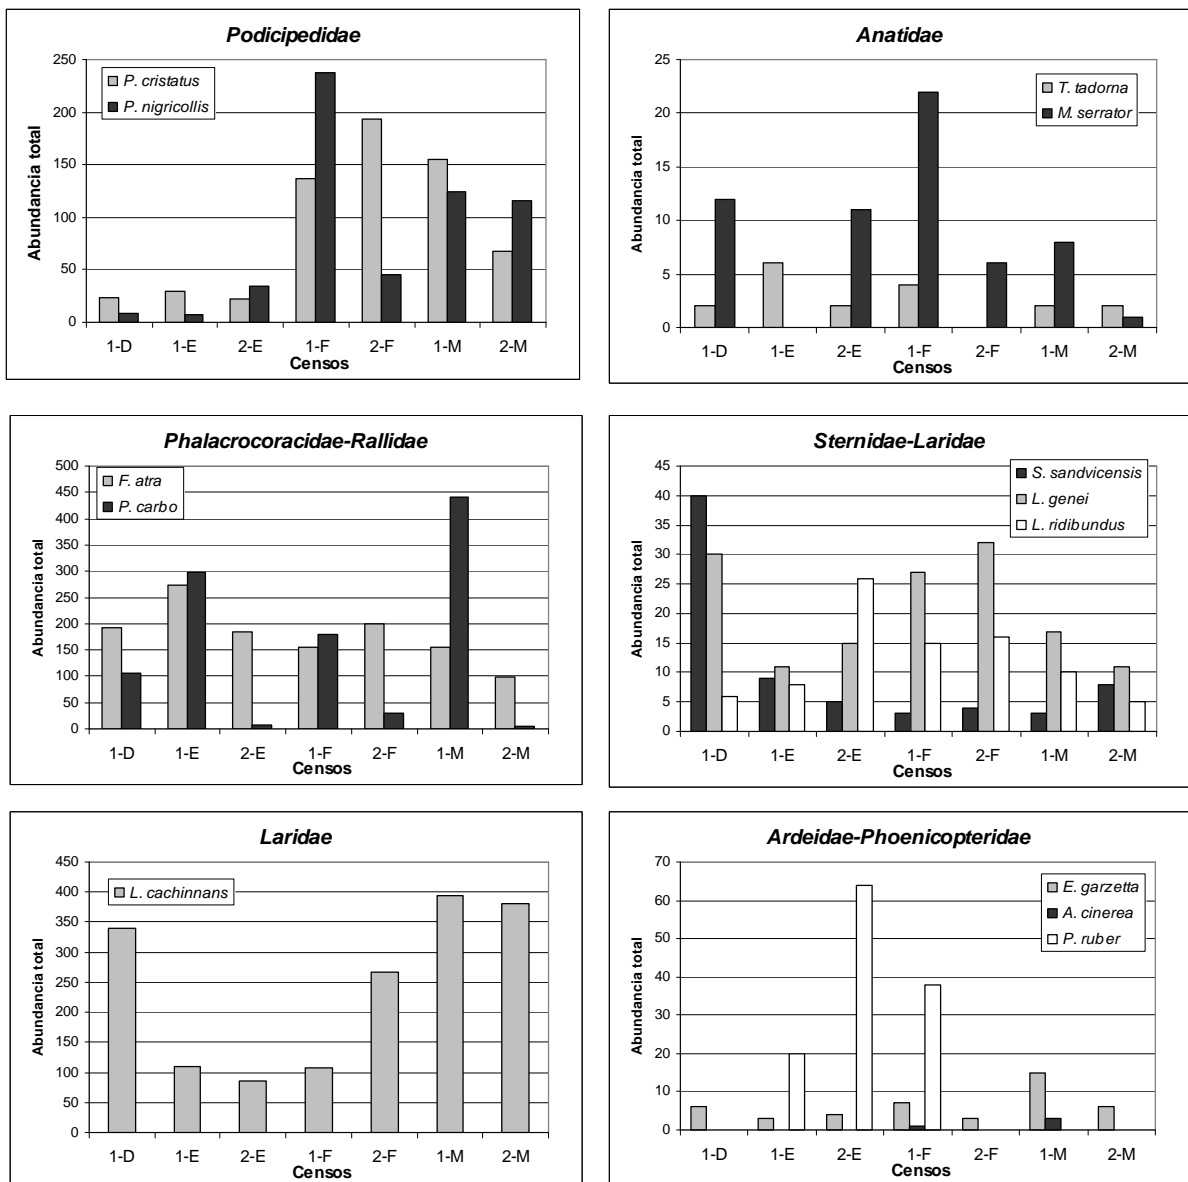 Podicipedidae
Abundancia total
250
200
150
100
50
0
P. cristatus
P. nigricollis
1-D 1-E 2-E 1-F 2-F 1-M 2-M
Censos
Anatidae
Abundancia total
25
20
15
10
5
0
T. tadorna
M. serrator
1-D 1-E 2-E 1-F 2-F 1-M 2-M
Censos
Phalacrocoracidae-Rallidae
Abundancia total
500
450
400
350
300
250
200
150
100
50
0
F. atra
P. carbo
1-D 1-E 2-E 1-F 2-F 1-M 2-M
Censos
Sternidae-Laridae
Abundancia total
45
40
35
30
25
20
15
10
5
0
S. sandvicensis
L. genei
L. ridibundus
1-D 1-E 2-E 1-F 2-F 1-M 2-M
Censos
Laridae
Abundancia total
450
400
350
300
250
200
150
100
50
0
L. cachinnans
1-D 1-E 2-E 1-F 2-F 1-M 2-M
Censos
Ardeidae-Phoenicopteridae
Abundancia total
70
60
50
40
30
20
10
0
E. garzetta
A. cinerea
P. ruber
1-D 1-E 2-E 1-F 2-F 1-M 2-M
Censos